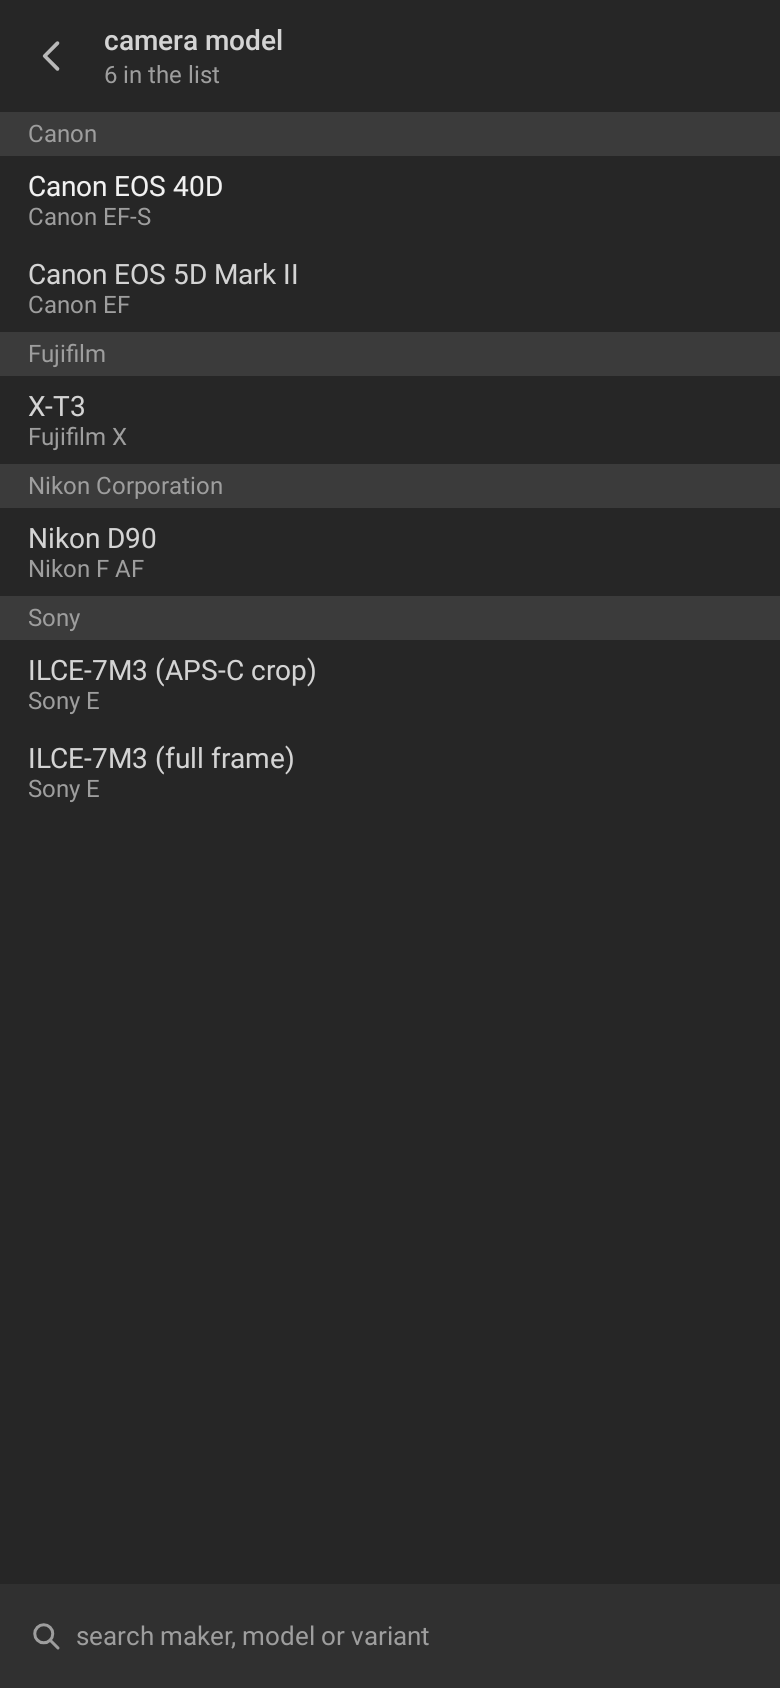 camera model
6 in the list
Canon
Canon EOS 40D
Canon EF-S
Canon EOS 5D Mark II
Canon EF
Fujifilm
X-T3
Fujifilm X
Nikon Corporation
Nikon D90
Nikon F AF
Sony
ILCE-7M3 (APS-C crop)
Sony E
ILCE-7M3 (full frame)
Sony E
search maker, model or variant